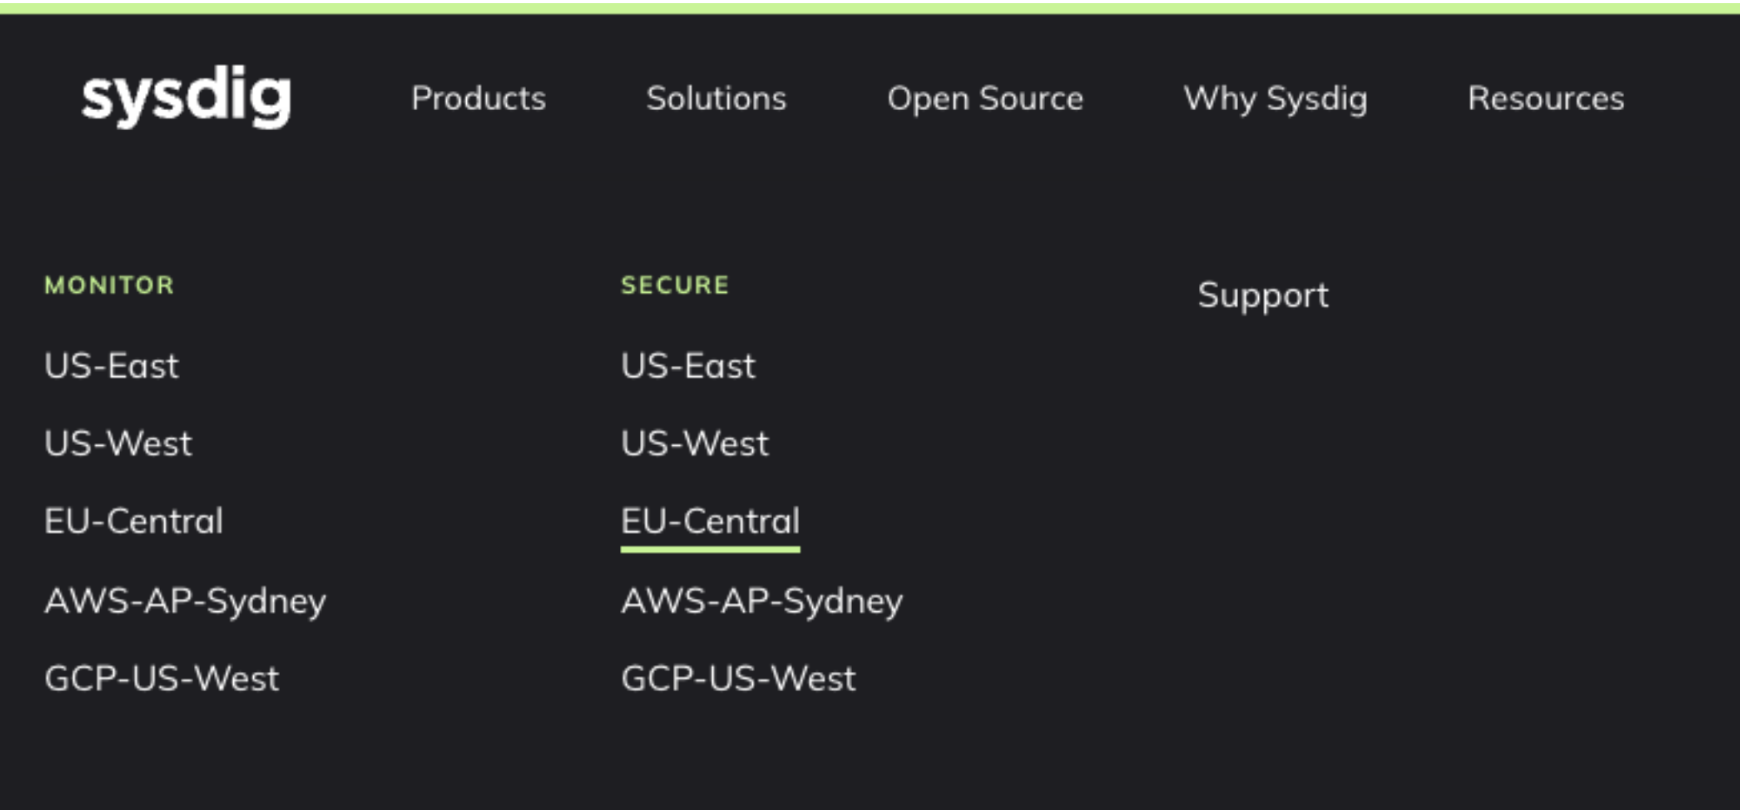 sysdig Products Solutions Open Source Why Sysdig Resources
MONITOR
US-East
US-West
EU-Central
AWS-AP-Sydney
GCP-US-West
SECURE
US-East
US-West
EU-Central
AWS-AP-Sydney
GCP-US-West
Support